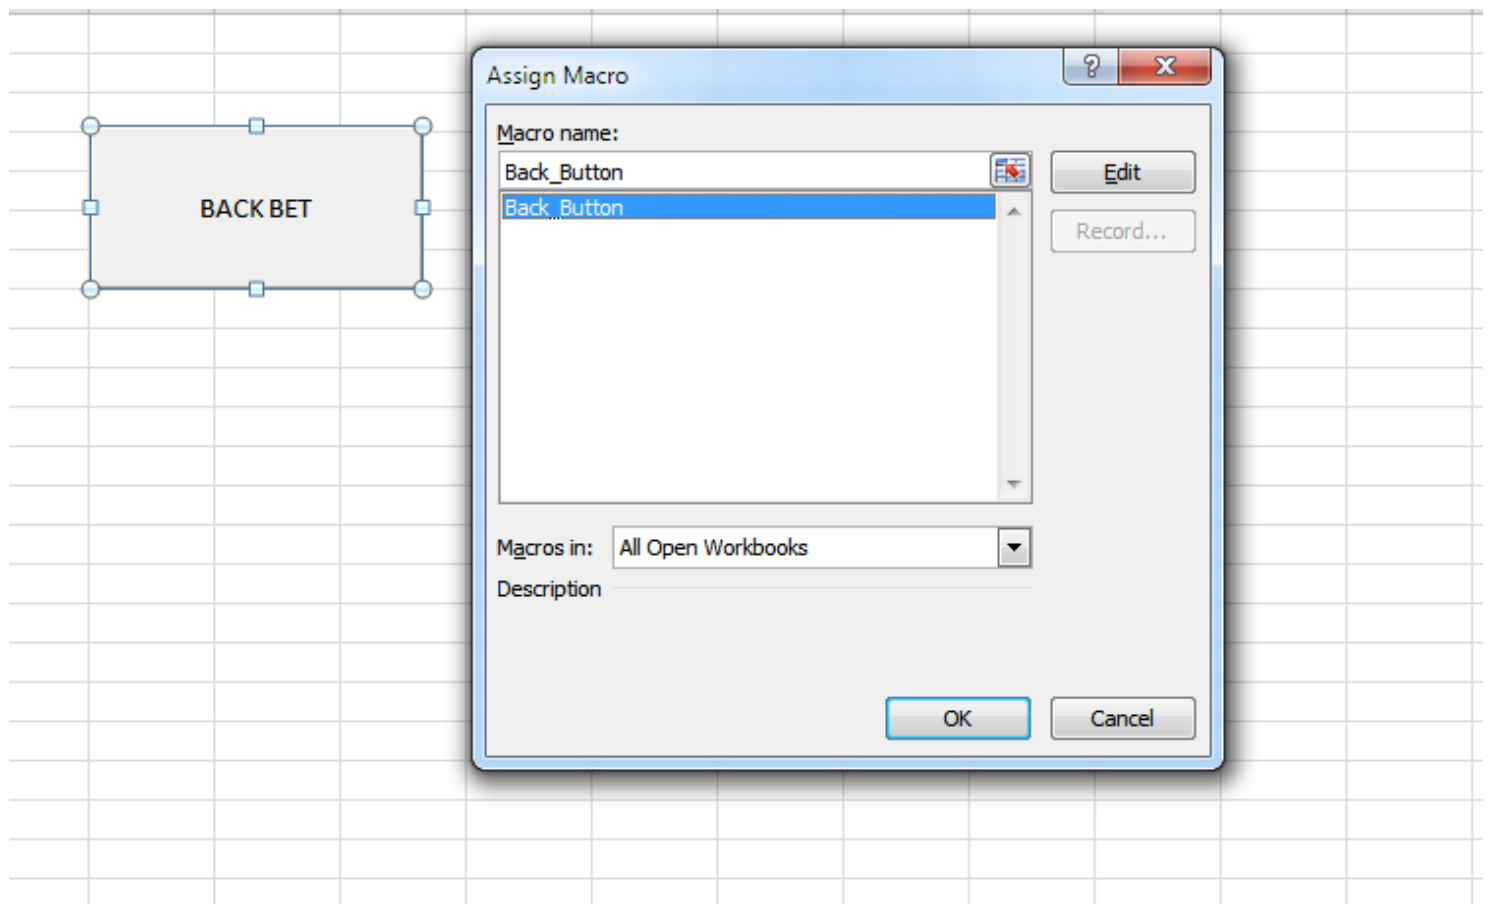 Assign Macro
?
Macro name:
Back_Button
Edit
Back_Button
BACK BET
Record...
Macros in:
All Open Workbooks
Description
OK
Cancel